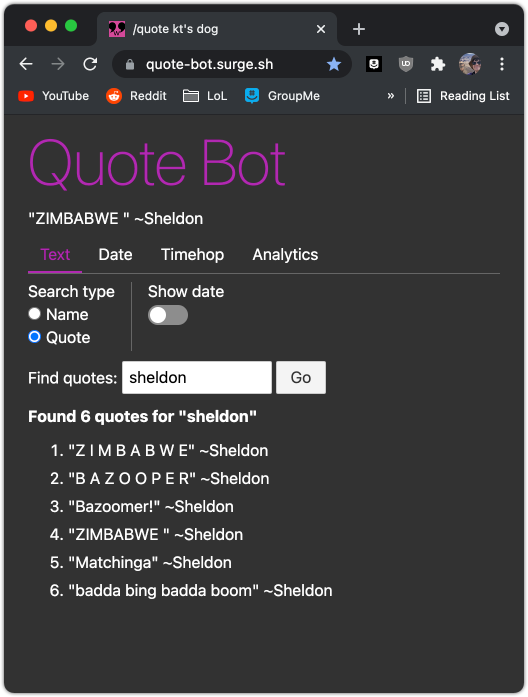 /quote kt's dog
quote-bot.surge.sh
YouTube Reddit LoL GroupMe » Reading List
Quote Bot
"ZIMBABWE " ~Sheldon
Text Date Timehop Analytics
Search type Show date
Name
Quote
Find quotes: sheldon Go
Found 6 quotes for "sheldon"
1. "Z I M B A B W E" ~Sheldon
2. "B A Z O O P E R" ~Sheldon
3. "Bazoomer!" ~Sheldon
4. "ZIMBABWE " ~Sheldon
5. "Matchinga" ~Sheldon
6. "badda bing badda boom" ~Sheldon